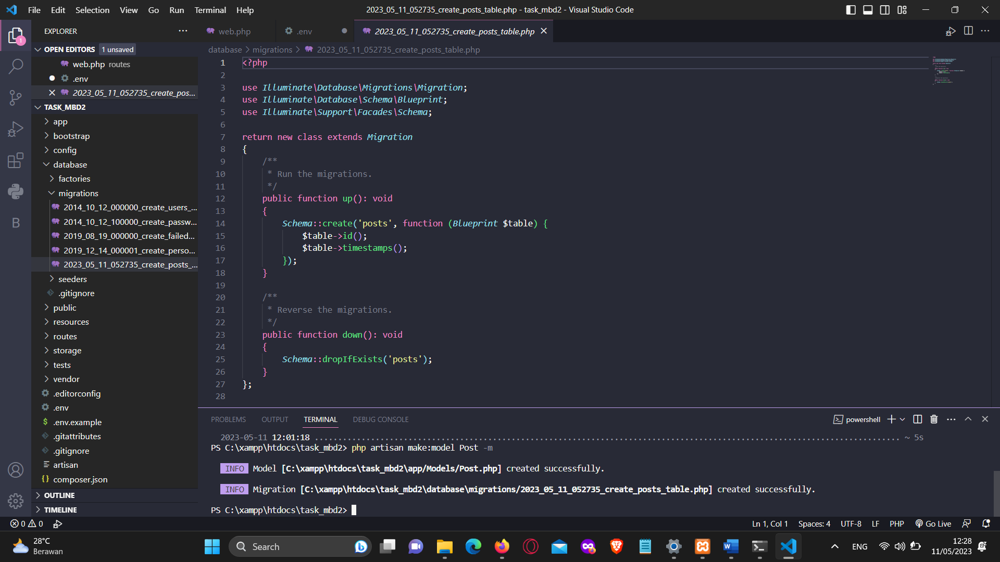 File Edit Selection View Go Run Terminal Help
2023_05_11_052735_create_posts_table.php - task_mbd2 - Visual Studio Code
EXPLORER
web.php
.env
2023_05_11_052735_create_posts_table.php
OPEN EDITORS 1 unsaved
web.php routes
.env
2023_05_11_052735_create_pos...
TASK_MBD2
app
bootstrap
config
database
factories
migrations
2014_10_12_000000_create_users_...
2014_10_12_100000_create_passw...
2019_08_19_000000_create_failed...
2019_12_14_000001_create_perso...
2023_05_11_052735_create_posts_...
seeders
.gitignore
public
resources
routes
storage
tests
vendor
.editorconfig
.env
.env.example
.gitattributes
.gitignore
artisan
composer.json
OUTLINE
TIMELINE
1
B
database > migrations > 2023_05_11_052735_create_posts_table.php
1 <?php
2
3 use Illuminate\Database\Migrations\Migration;
4 use Illuminate\Database\Schema\Blueprint;
5 use Illuminate\Support\Facades\Schema;
6
7 return new class extends Migration
8 {
9 /**
10 * Run the migrations.
11 */
12 public function up(): void
13 {
14 Schema::create('posts', function (Blueprint $table) {
15 $table->id();
16 $table->timestamps();
17 });
18 }
19
20 /**
21 * Reverse the migrations.
22 */
23 public function down(): void
24 {
25 Schema::dropIfExists('posts');
26 }
27 };
28
PROBLEMS OUTPUT TERMINAL DEBUG CONSOLE
powershell
2023-05-11 12:01:18 ........................................................................................................................ ~ 5s
PS C:\xampp\htdocs\task_mbd2> php artisan make:model Post -m
INFO Model [C:\xampp\htdocs\task_mbd2\app/Models/Post.php] created successfully.
INFO Migration [C:\xampp\htdocs\task_mbd2\database\migrations/2023_05_11_052735_create_posts_table.php] created successfully.
PS C:\xampp\htdocs\task_mbd2>
0 0
Ln 1, Col 1 Spaces: 4 UTF-8 LF PHP Go Live
28°C
Berawan
Search
ENG
12:28
11/05/2023